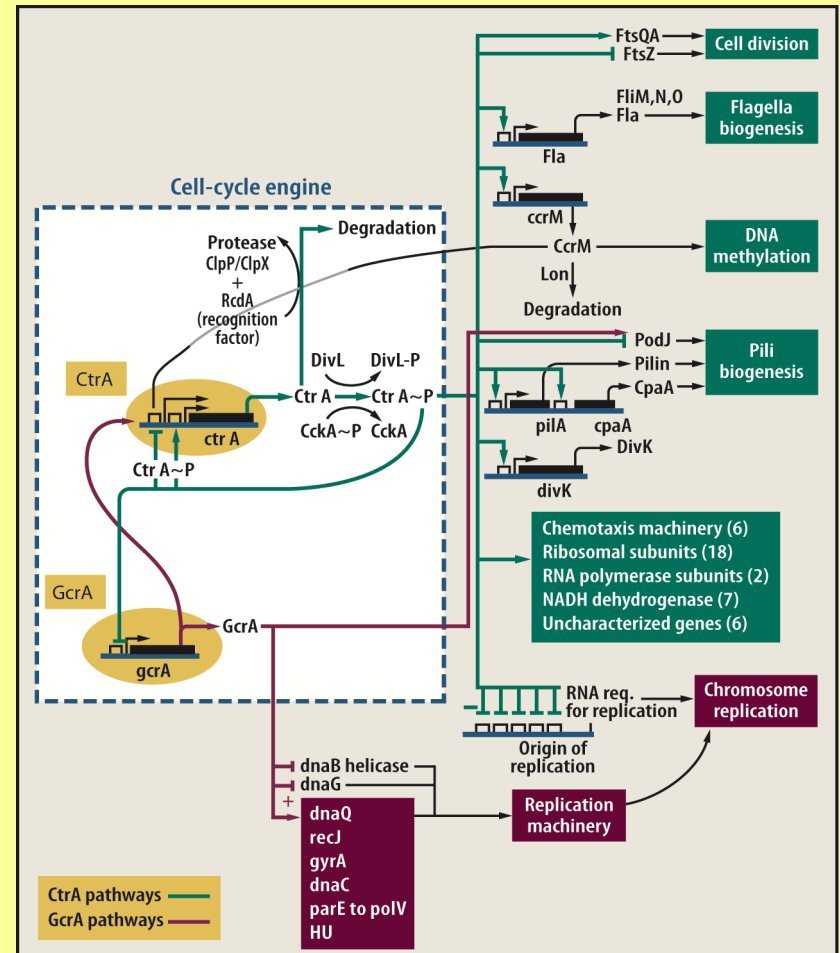 FtsQA
FtsZ
Cell division
FliM,N,O
Fla
Flagella
biogenesis
Fla
Cell-cycle engine
ccrM
CcrM
DNA
methylation
Lon
Degradation
Degradation
Protease
ClpP/ClpX
+
RcdA
(recognition
factor)
CtrA
DivL
DivL-P
Ctr A
Ctr A~P
CckA~P
CckA
ctr A
Ctr A~P
PodJ
Pilin
CpaA
Pili
biogenesis
pilA
cpaA
DivK
divK
Chemotaxis machinery (6)
Ribosomal subunits (18)
RNA polymerase subunits (2)
NADH dehydrogenase (7)
Uncharacterized genes (6)
GcrA
GcrA
gcrA
RNA req.
for replication
Chromosome
replication
Origin of
replication
dnaB helicase
dnaG
+
dnaQ
recJ
gyrA
dnaC
parE to polV
HU
Replication
machinery
CtrA pathways
GcrA pathways